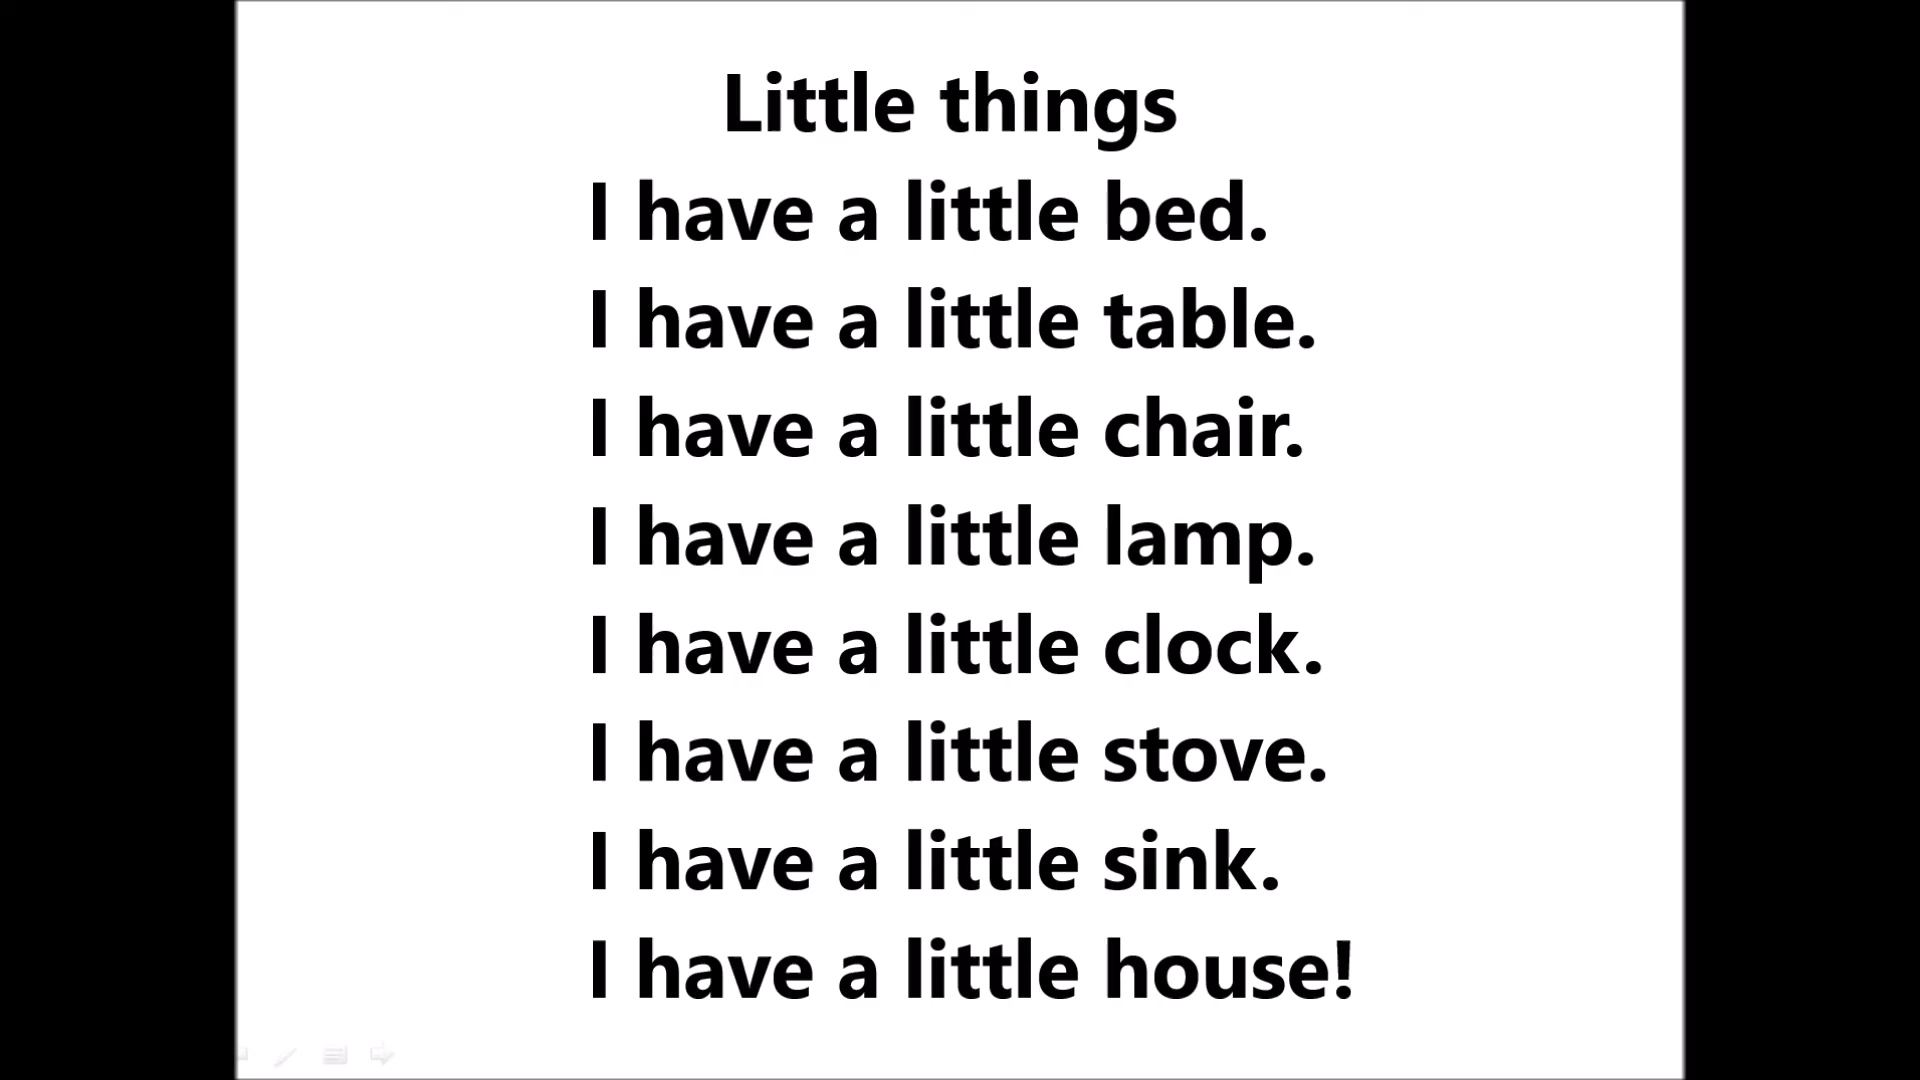 Little things
I have a little bed.
I have a little table.
I have a little chair.
I have a little lamp.
I have a little clock.
I have a little stove.
I have a little sink.
I have a little house!